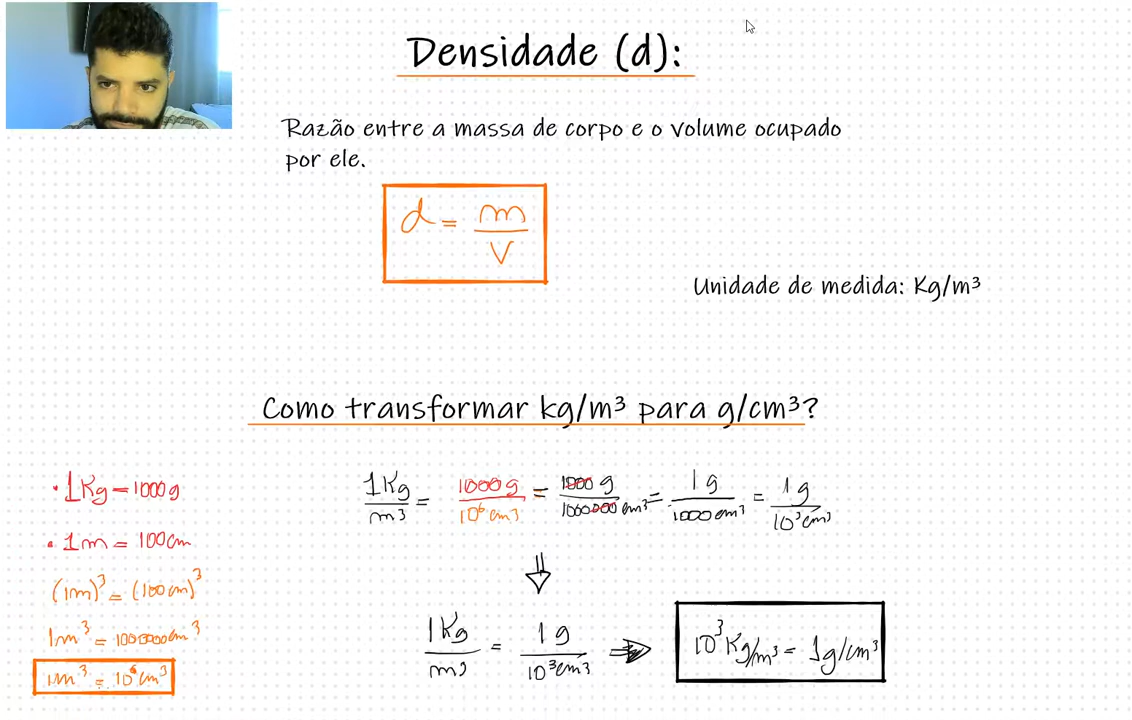 Densidade (d):
Razão entre a massa de corpo e o volume ocupado
por ele.
d = m/V
Unidade de medida: Kg/m³
Como transformar kg/m³ para g/cm³?
• 1Kg = 1000g
• 1m = 100cm
(1m)³ = (100cm)³
1m³ = 1000000cm³
1m³ = 10⁶cm³
1Kg/m³ = 1000g/10⁶cm³ = 1000g/1000000cm³ = 1g/1000cm³ = 1g/10³cm³
⇓
1Kg/m³ = 1g/10³cm³ ⇒ 10³Kg/m³ = 1g/cm³